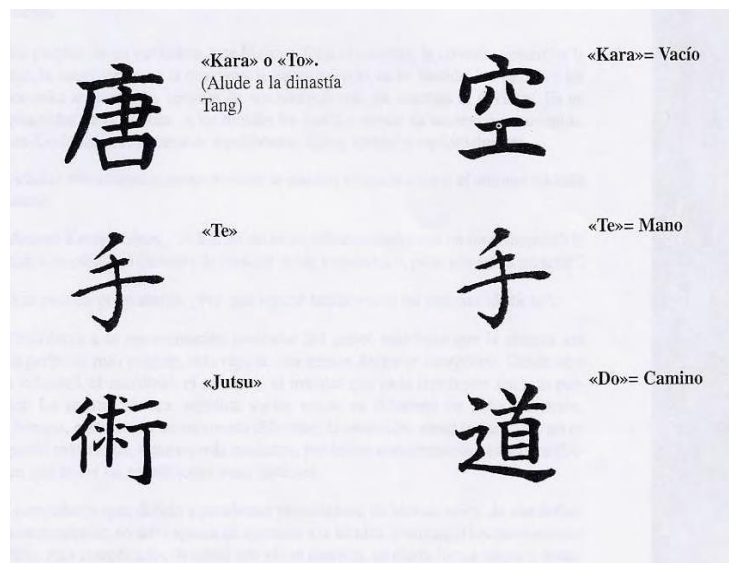 唐
«Kara» o «To».
(Alude a la dinastía
Tang)
手
«Te»
術
«Jutsu»
空
«Kara»= Vacío
手
«Te»= Mano
道
«Do»= Camino